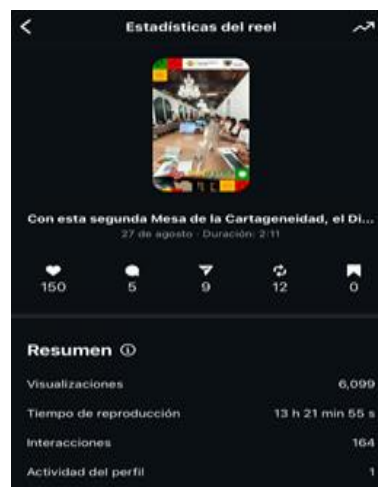 Estadísticas del reel
Con esta segunda Mesa de la Cartageneidad, el Di...
27 de agosto · Duración: 2:11
150 5 9 12 0
Resumen
Visualizaciones 6,099
Tiempo de reproducción 13 h 21 min 55 s
Interacciones 164
Actividad del perfil 1